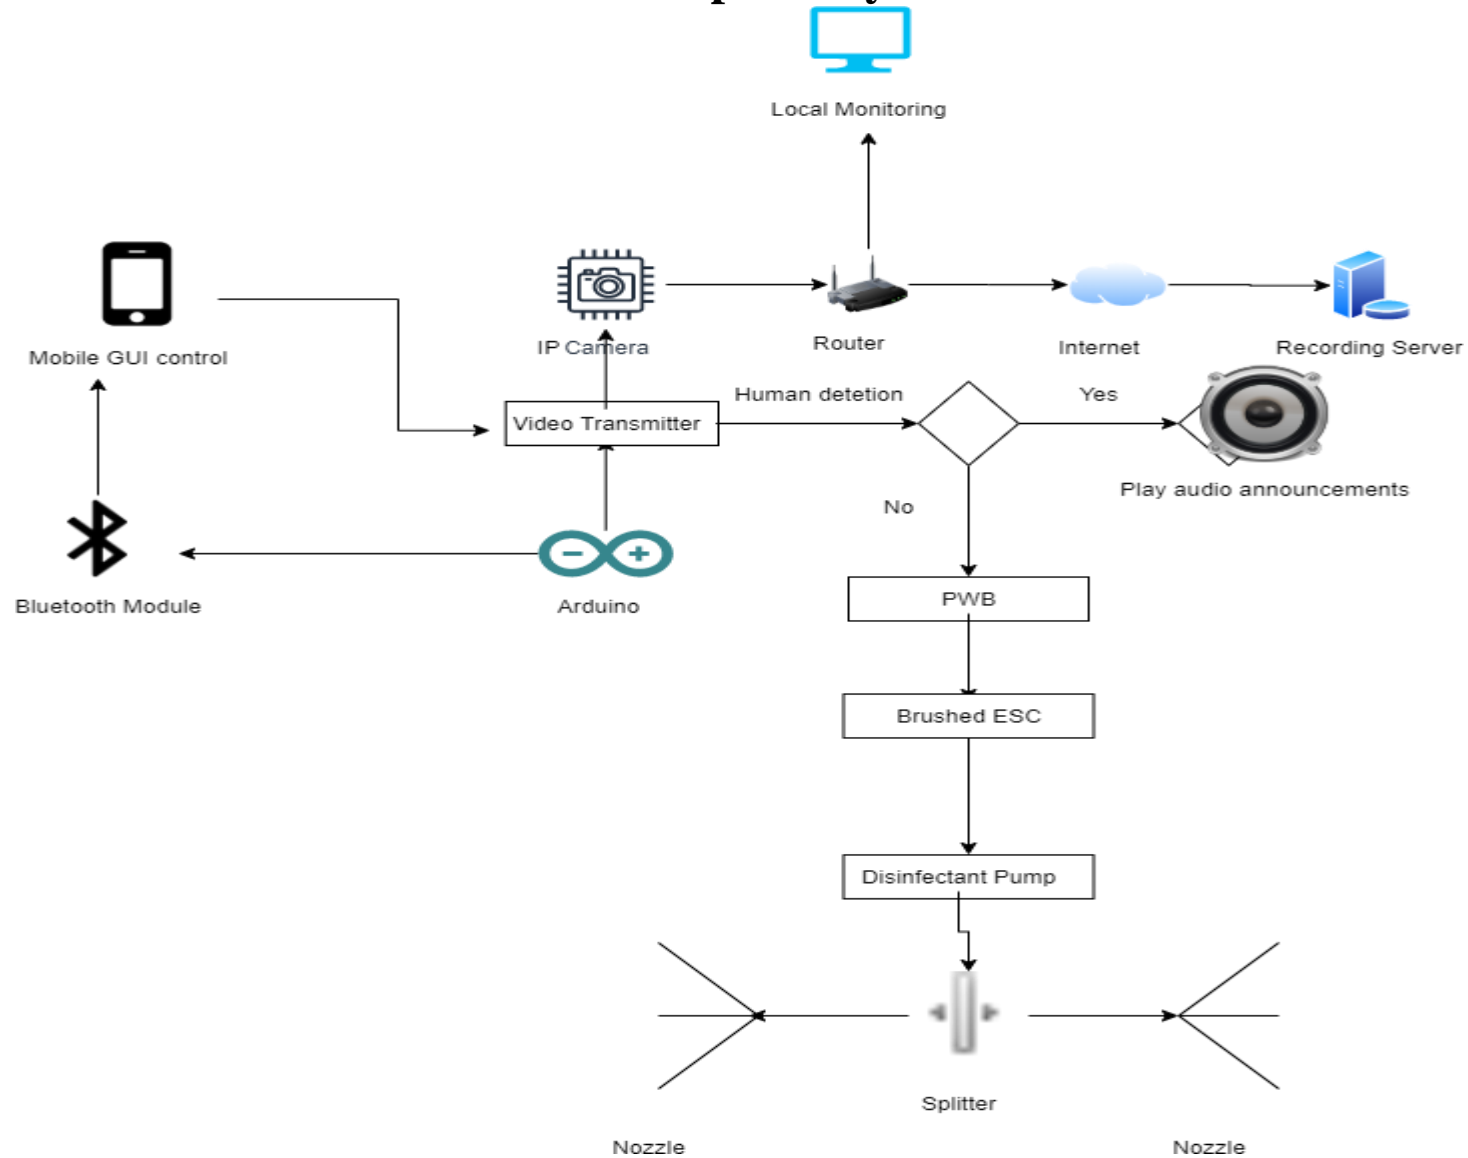 Local Monitoring
Mobile GUI control
IP Camera
Router
Internet
Recording Server
Video Transmitter
Human detetion
Yes
Play audio announcements
No
Bluetooth Module
Arduino
PWB
Brushed ESC
Disinfectant Pump
Splitter
Nozzle
Nozzle